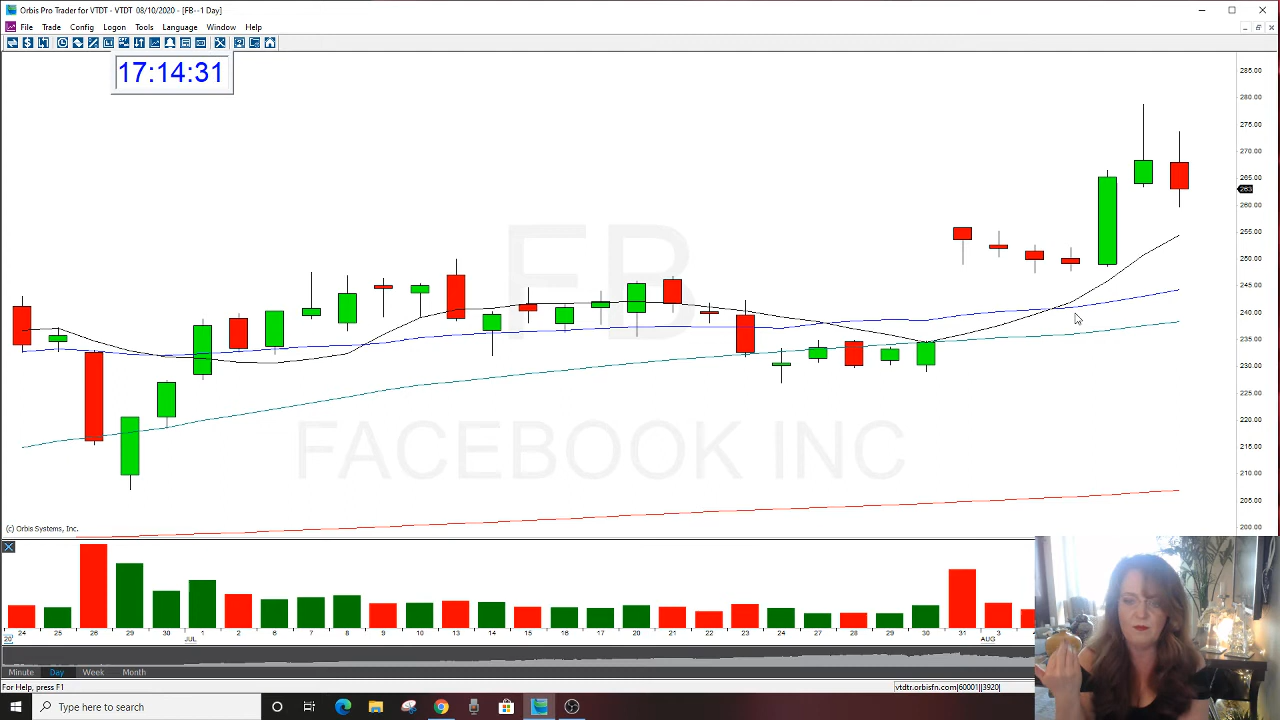 Orbis Pro Trader for VTDT - VTDT 08/10/2020 - [FB--1 Day]
File Trade Config Logon Tools Language Window Help
17:14:31
285.00
280.00
275.00
270.00
265.00
263
260.00
255.00
250.00
245.00
240.00
235.00
230.00
225.00
220.00
215.00
210.00
205.00
200.00
FB
FACEBOOK INC
(c) Orbis Systems, Inc.
24 25 26 29 30 1 2 6 7 8 9 10 13 14 15 16 17 20 21 22 23 24 27 28 29 30 31 3
JUL AUG
Minute Day Week Month
For Help, press F1
vtdtr.orbisfn.com|60001||3920|
Type here to search